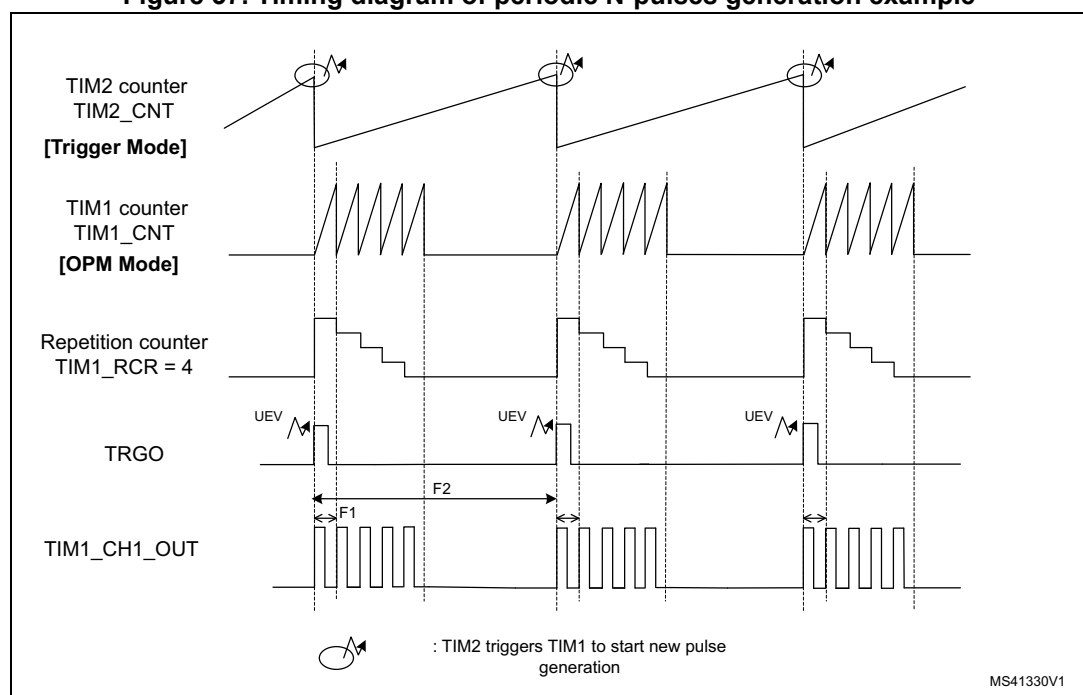 Figure 37. Timing diagram of periodic N-pulses generation example
TIM2 counter
TIM2_CNT
[Trigger Mode]
TIM1 counter
TIM1_CNT
[OPM Mode]
Repetition counter
TIM1_RCR = 4
UEV
UEV
UEV
TRGO
F2
F1
TIM1_CH1_OUT
: TIM2 triggers TIM1 to start new pulse
generation
MS41330V1